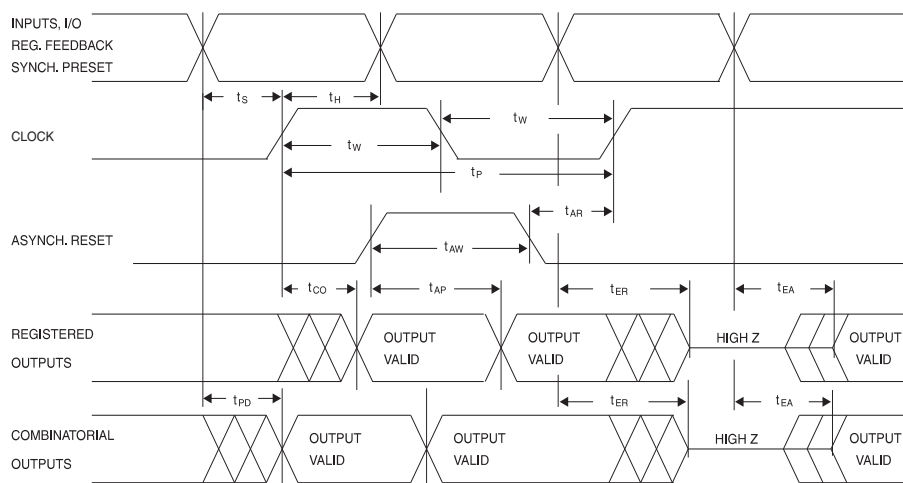 INPUTS, I/O
REG. FEEDBACK
SYNCH. PRESET
tS tH
CLOCK
tW tW
tP
tAR
ASYNCH. RESET
tAW
tCO tAP tER tEA
REGISTERED
OUTPUTS
OUTPUT
VALID
OUTPUT
VALID
HIGH Z
OUTPUT
VALID
tPD tER tEA
COMBINATORIAL
OUTPUTS
OUTPUT
VALID
OUTPUT
VALID
HIGH Z
OUTPUT
VALID